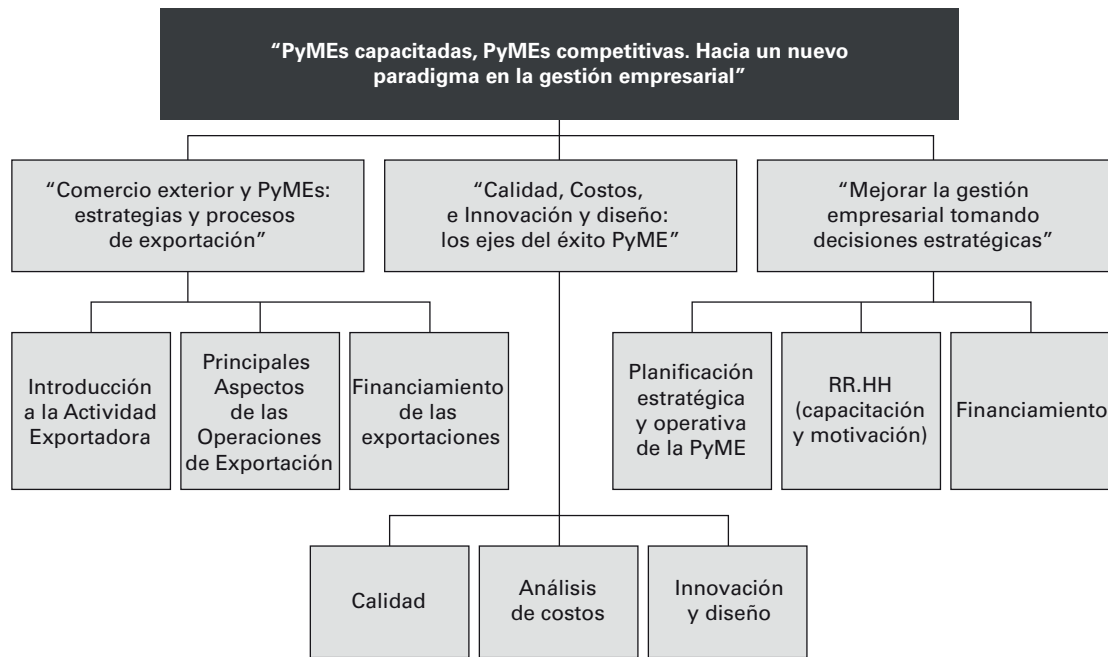 “PyMEs capacitadas, PyMEs competitivas. Hacia un nuevo
paradigma en la gestión empresarial”
“Comercio exterior y PyMEs:
estrategias y procesos
de exportación”
“Calidad, Costos,
e Innovación y diseño:
los ejes del éxito PyME”
“Mejorar la gestión
empresarial tomando
decisiones estratégicas”
Introducción
a la Actividad
Exportadora
Principales
Aspectos
de las
Operaciones
de Exportación
Financiamiento
de las
exportaciones
Planificación
estratégica
y operativa
de la PyME
RR.HH
(capacitación
y motivación)
Financiamiento
Calidad
Análisis
de costos
Innovación
y diseño